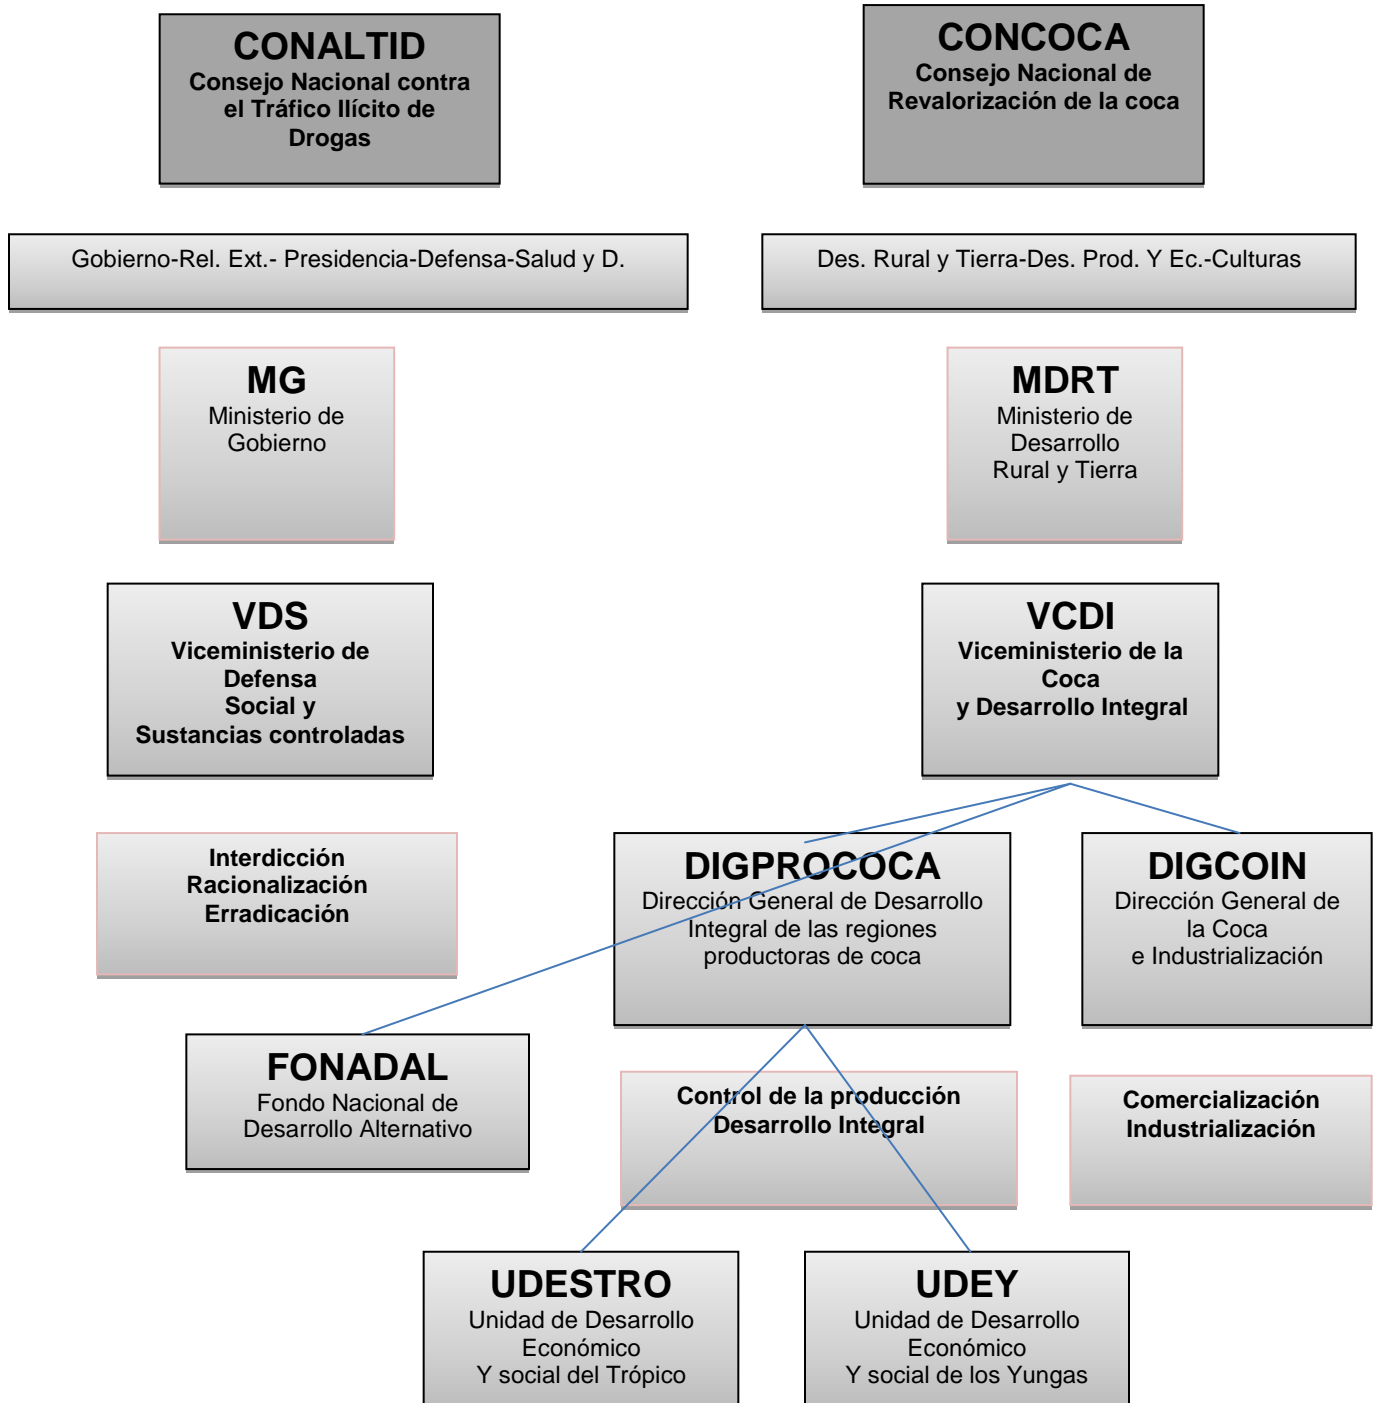 CONALTID
Consejo Nacional contra
el Tráfico Ilícito de
Drogas
CONCOCA
Consejo Nacional de
Revalorización de la coca
Gobierno-Rel. Ext.- Presidencia-Defensa-Salud y D.
Des. Rural y Tierra-Des. Prod. Y Ec.-Culturas
MG
Ministerio de
Gobierno
MDRT
Ministerio de
Desarrollo
Rural y Tierra
VDS
Viceministerio de
Defensa
Social y
Sustancias controladas
VCDI
Viceministerio de la
Coca
y Desarrollo Integral
Interdicción
Racionalización
Erradicación
DIGPROCOCA
Dirección General de Desarrollo
Integral de las regiones
productoras de coca
DIGCOIN
Dirección General de
la Coca
e Industrialización
FONADAL
Fondo Nacional de
Desarrollo Alternativo
Control de la producción
Desarrollo Integral
Comercialización
Industrialización
UDESTRO
Unidad de Desarrollo
Económico
Y social del Trópico
UDEY
Unidad de Desarrollo
Económico
Y social de los Yungas